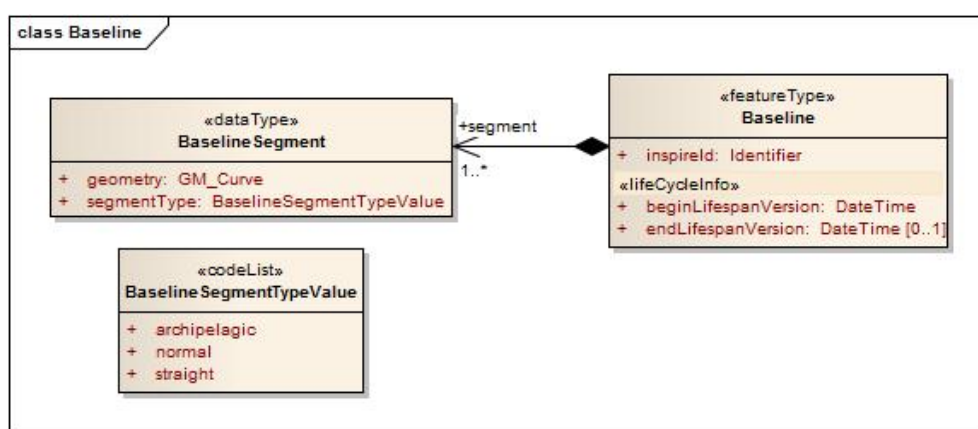 class Baseline
«dataType»
BaselineSegment
+ geometry: GM_Curve
+ segmentType: BaselineSegmentTypeValue
+segment
1..*
«featureType»
Baseline
+ inspireId: Identifier
«lifeCycleInfo»
+ beginLifespanVersion: DateTime
+ endLifespanVersion: DateTime [0..1]
«codeList»
BaselineSegmentTypeValue
+ archipelagic
+ normal
+ straight